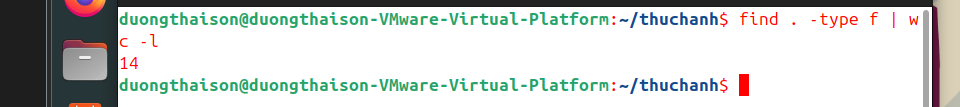 duongthaison@duongthaison-VMware-Virtual-Platform:~/thuchanh$ find . -type f | w
c -l
14
duongthaison@duongthaison-VMware-Virtual-Platform:~/thuchanh$